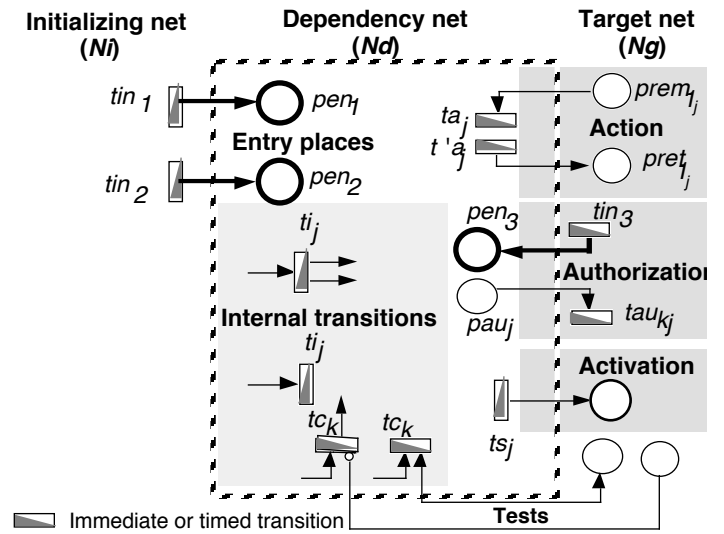 Initializing net
(Ni)
Dependency net
(Nd)
Target net
(Ng)
tin 1
pen1
Entry places
tin 2
pen2
taj
t'aj
prem1j
Action
pret1j
pen3
tin3
Authorization
pauj
taukj
tij
Internal transitions
tij
tck
tck
Activation
tsj
Tests
Immediate or timed transition